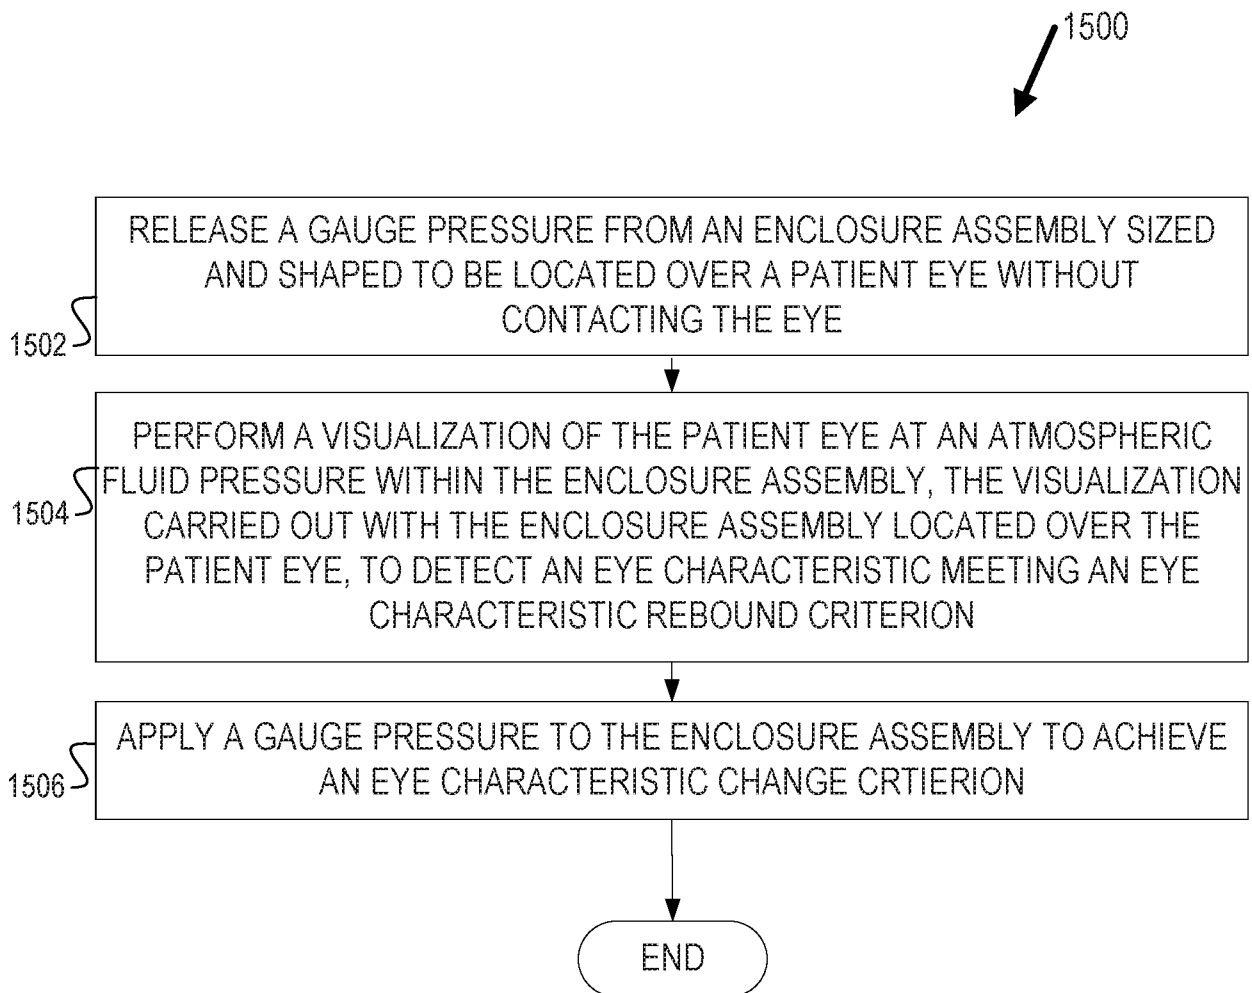 1500
RELEASE A GAUGE PRESSURE FROM AN ENCLOSURE ASSEMBLY SIZED
AND SHAPED TO BE LOCATED OVER A PATIENT EYE WITHOUT
CONTACTING THE EYE
1502
PERFORM A VISUALIZATION OF THE PATIENT EYE AT AN ATMOSPHERIC
FLUID PRESSURE WITHIN THE ENCLOSURE ASSEMBLY, THE VISUALIZATION
CARRIED OUT WITH THE ENCLOSURE ASSEMBLY LOCATED OVER THE
PATIENT EYE, TO DETECT AN EYE CHARACTERISTIC MEETING AN EYE
CHARACTERISTIC REBOUND CRITERION
1504
APPLY A GAUGE PRESSURE TO THE ENCLOSURE ASSEMBLY TO ACHIEVE
AN EYE CHARACTERISTIC CHANGE CRTIERION
1506
END